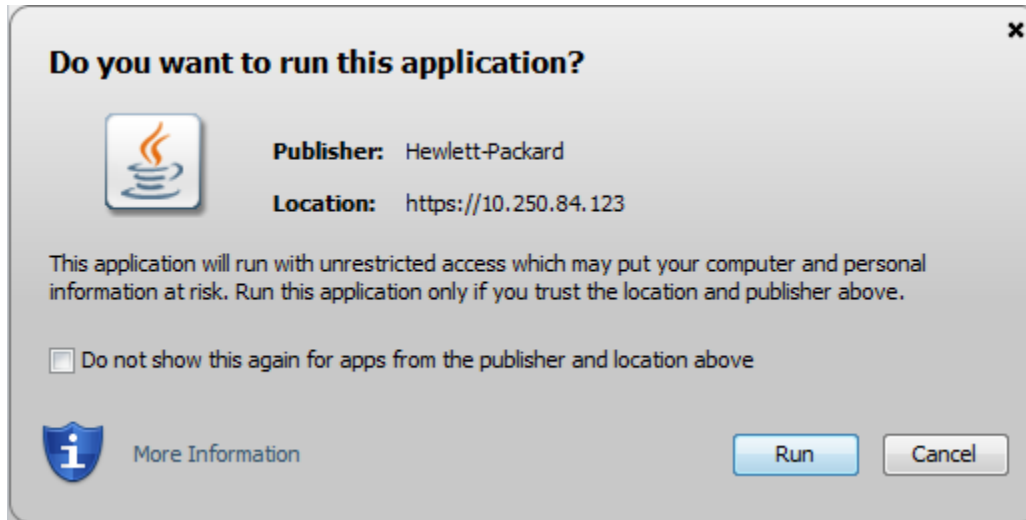 Do you want to run this application?
Publisher: Hewlett-Packard
Location: https://10.250.84.123
This application will run with unrestricted access which may put your computer and personal
information at risk. Run this application only if you trust the location and publisher above.
Do not show this again for apps from the publisher and location above
More Information
Run
Cancel